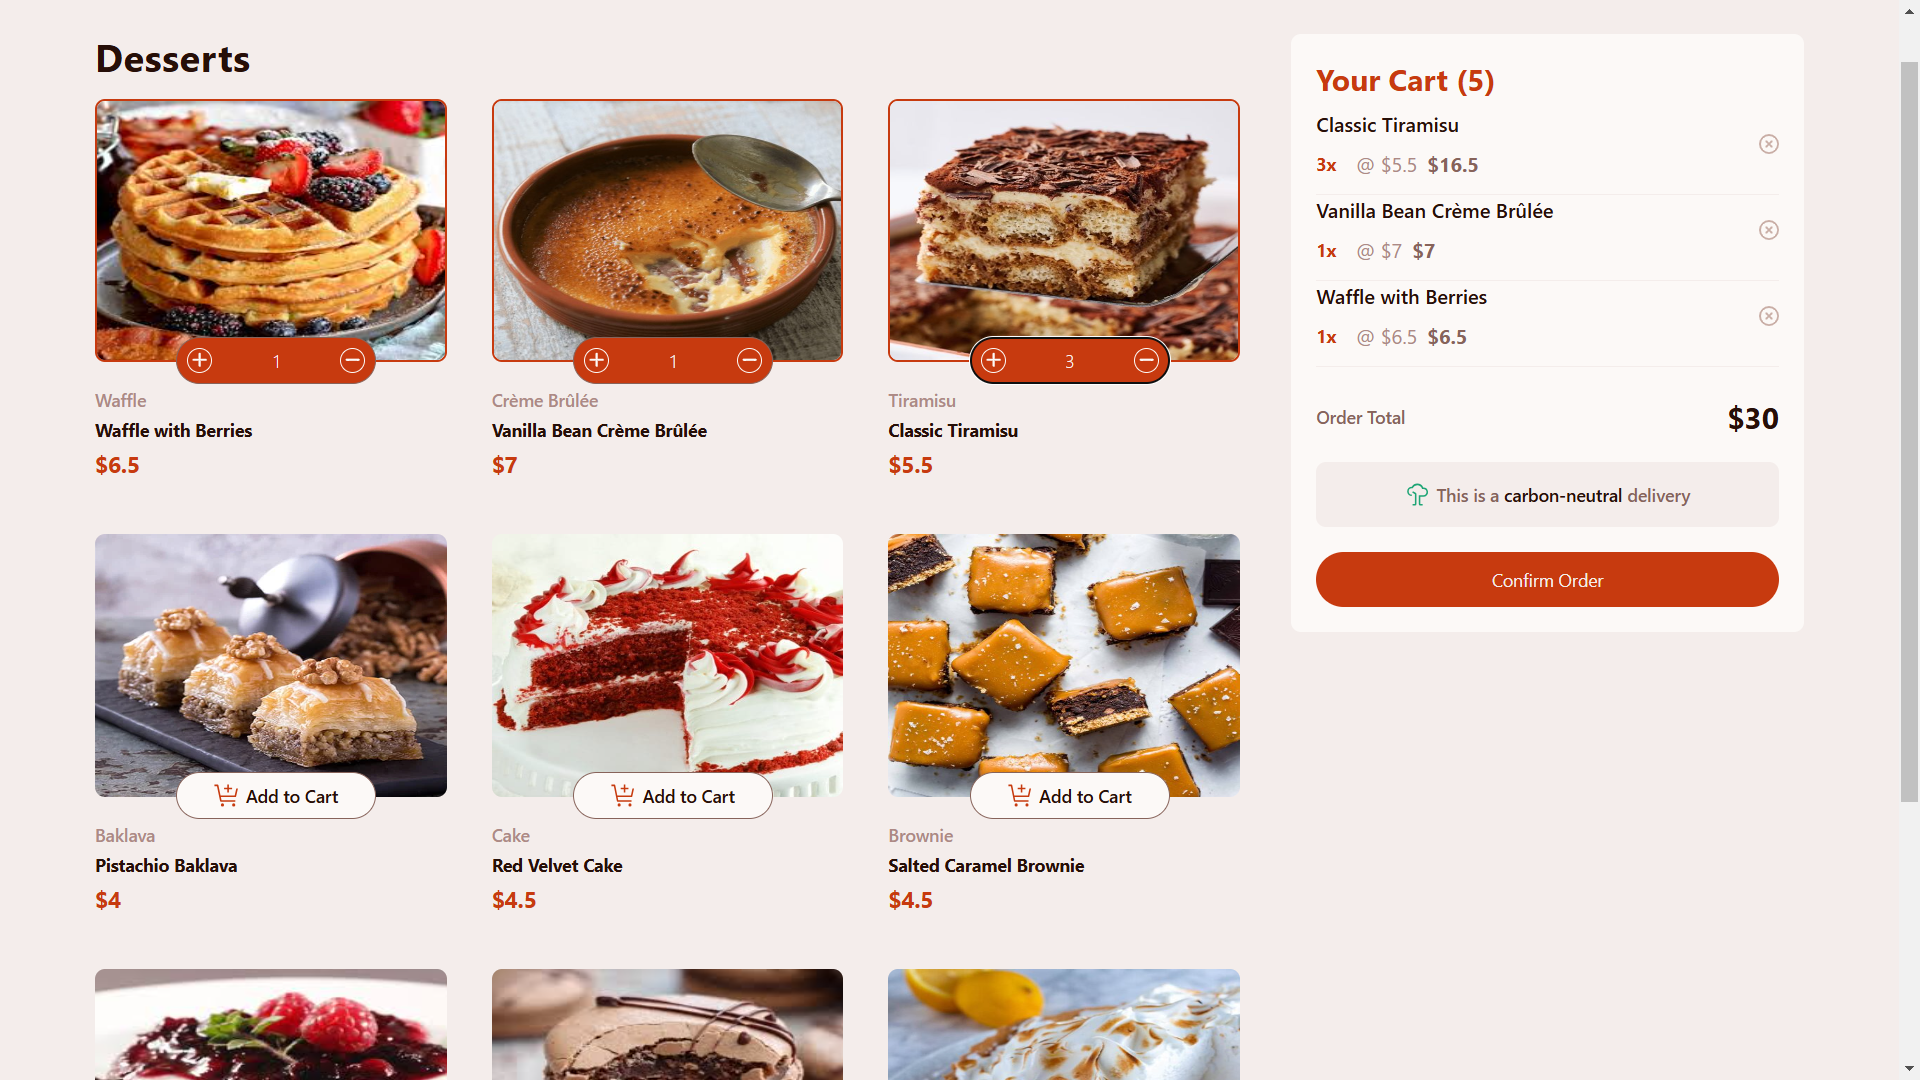 Desserts
1
Waffle
Waffle with Berries
$6.5
1
Crème Brûlée
Vanilla Bean Crème Brûlée
$7
3
Tiramisu
Classic Tiramisu
$5.5
Add to Cart
Baklava
Pistachio Baklava
$4
Add to Cart
Cake
Red Velvet Cake
$4.5
Add to Cart
Brownie
Salted Caramel Brownie
$4.5
Your Cart (5)
Classic Tiramisu
3x @ $5.5 $16.5
Vanilla Bean Crème Brûlée
1x @ $7 $7
Waffle with Berries
1x @ $6.5 $6.5
Order Total $30
This is a carbon-neutral delivery
Confirm Order